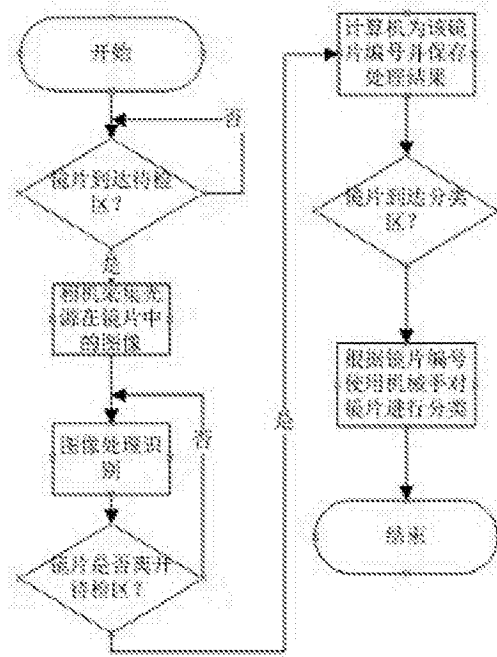 开始
否
镜片到达待检
区？
是
相机采集光
源在镜片中
的图像
否
图像处理识
别
镜片是否离开
待检区？
是
计算机为该镜
片编号并保存
处理结果
镜片到达分类
区？
根据镜片编号
使用机械手对
镜片进行分类
结束